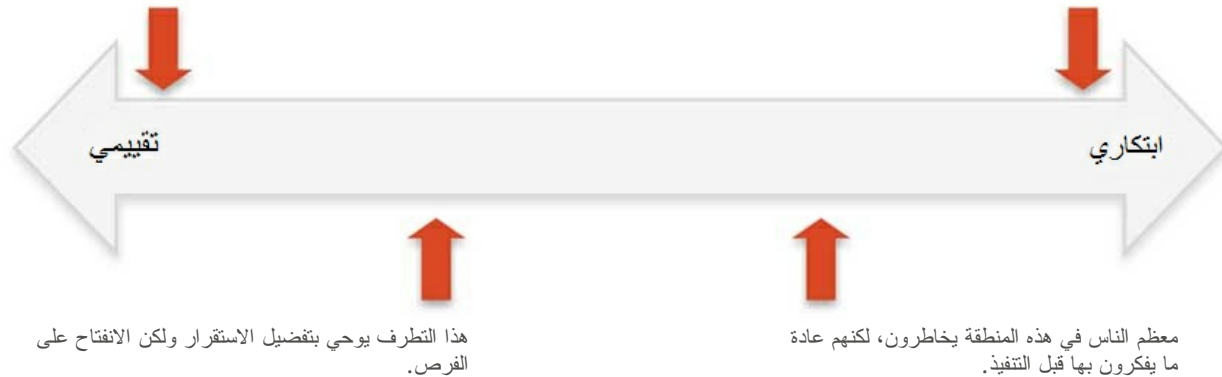 ابتكاري
تقييمي
معظم الناس في هذه المنطقة يخاطرون، لكنهم عادة
ما يفكرون بها قبل التنفيذ.
هذا التطرف يوحي بتفضيل الاستقرار ولكن الانفتاح على
الفرص.